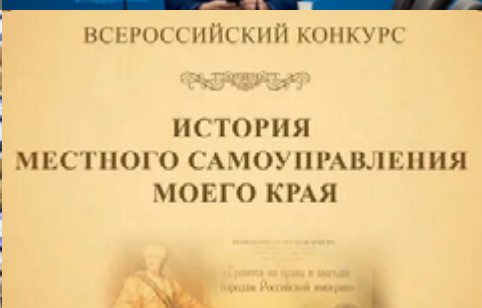 ВСЕРОССИЙСКИЙ КОНКУРС
ИСТОРИЯ
МЕСТНОГО САМОУПРАВЛЕНИЯ
МОЕГО КРАЯ
«Грамота на права и выгоды
городам Российской империи»